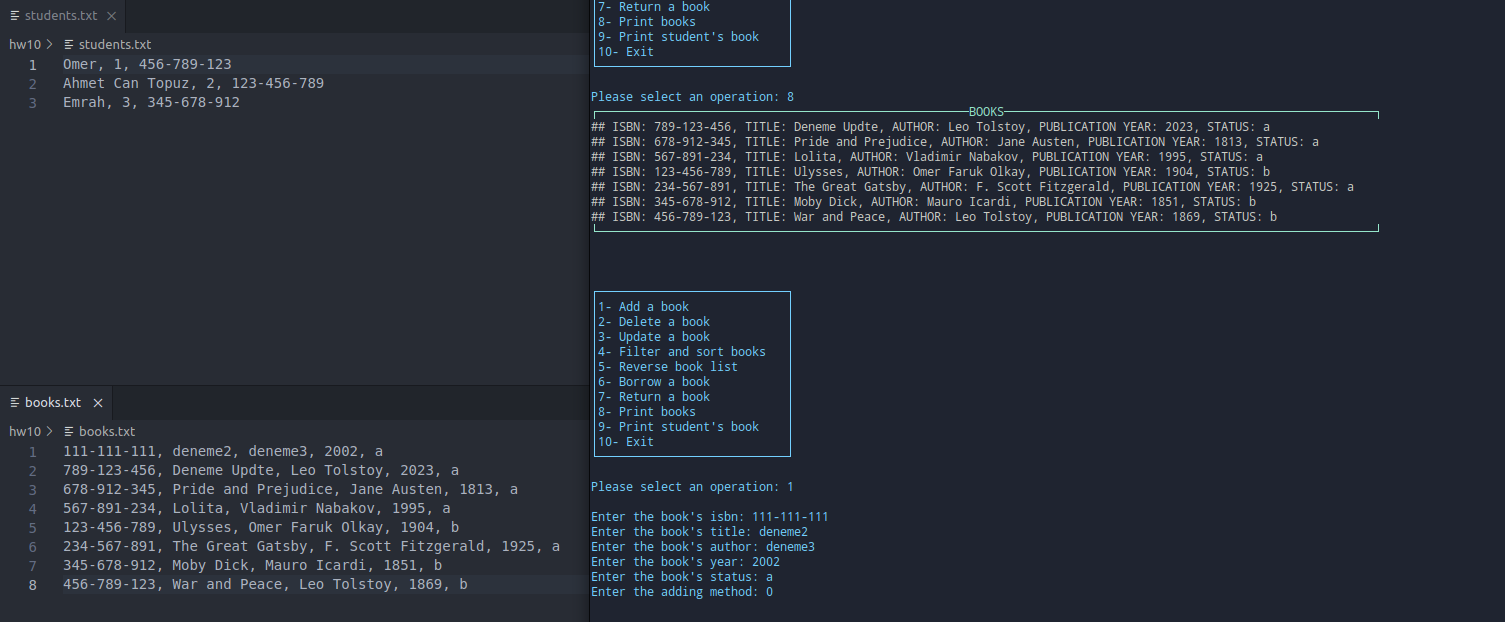 students.txt
hw10 > students.txt
1 Omer, 1, 456-789-123
2 Ahmet Can Topuz, 2, 123-456-789
3 Emrah, 3, 345-678-912
books.txt
hw10 > books.txt
1 111-111-111, deneme2, deneme3, 2002, a
2 789-123-456, Deneme Updte, Leo Tolstoy, 2023, a
3 678-912-345, Pride and Prejudice, Jane Austen, 1813, a
4 567-891-234, Lolita, Vladimir Nabakov, 1995, a
5 123-456-789, Ulysses, Omer Faruk Olkay, 1904, b
6 234-567-891, The Great Gatsby, F. Scott Fitzgerald, 1925, a
7 345-678-912, Moby Dick, Mauro Icardi, 1851, b
8 456-789-123, War and Peace, Leo Tolstoy, 1869, b
7- Return a book
8- Print books
9- Print student's book
10- Exit
Please select an operation: 8
BOOKS
## ISBN: 789-123-456, TITLE: Deneme Updte, AUTHOR: Leo Tolstoy, PUBLICATION YEAR: 2023, STATUS: a
## ISBN: 678-912-345, TITLE: Pride and Prejudice, AUTHOR: Jane Austen, PUBLICATION YEAR: 1813, STATUS: a
## ISBN: 567-891-234, TITLE: Lolita, AUTHOR: Vladimir Nabakov, PUBLICATION YEAR: 1995, STATUS: a
## ISBN: 123-456-789, TITLE: Ulysses, AUTHOR: Omer Faruk Olkay, PUBLICATION YEAR: 1904, STATUS: b
## ISBN: 234-567-891, TITLE: The Great Gatsby, AUTHOR: F. Scott Fitzgerald, PUBLICATION YEAR: 1925, STATUS: a
## ISBN: 345-678-912, TITLE: Moby Dick, AUTHOR: Mauro Icardi, PUBLICATION YEAR: 1851, STATUS: b
## ISBN: 456-789-123, TITLE: War and Peace, AUTHOR: Leo Tolstoy, PUBLICATION YEAR: 1869, STATUS: b
1- Add a book
2- Delete a book
3- Update a book
4- Filter and sort books
5- Reverse book list
6- Borrow a book
7- Return a book
8- Print books
9- Print student's book
10- Exit
Please select an operation: 1
Enter the book's isbn: 111-111-111
Enter the book's title: deneme2
Enter the book's author: deneme3
Enter the book's year: 2002
Enter the book's status: a
Enter the adding method: 0